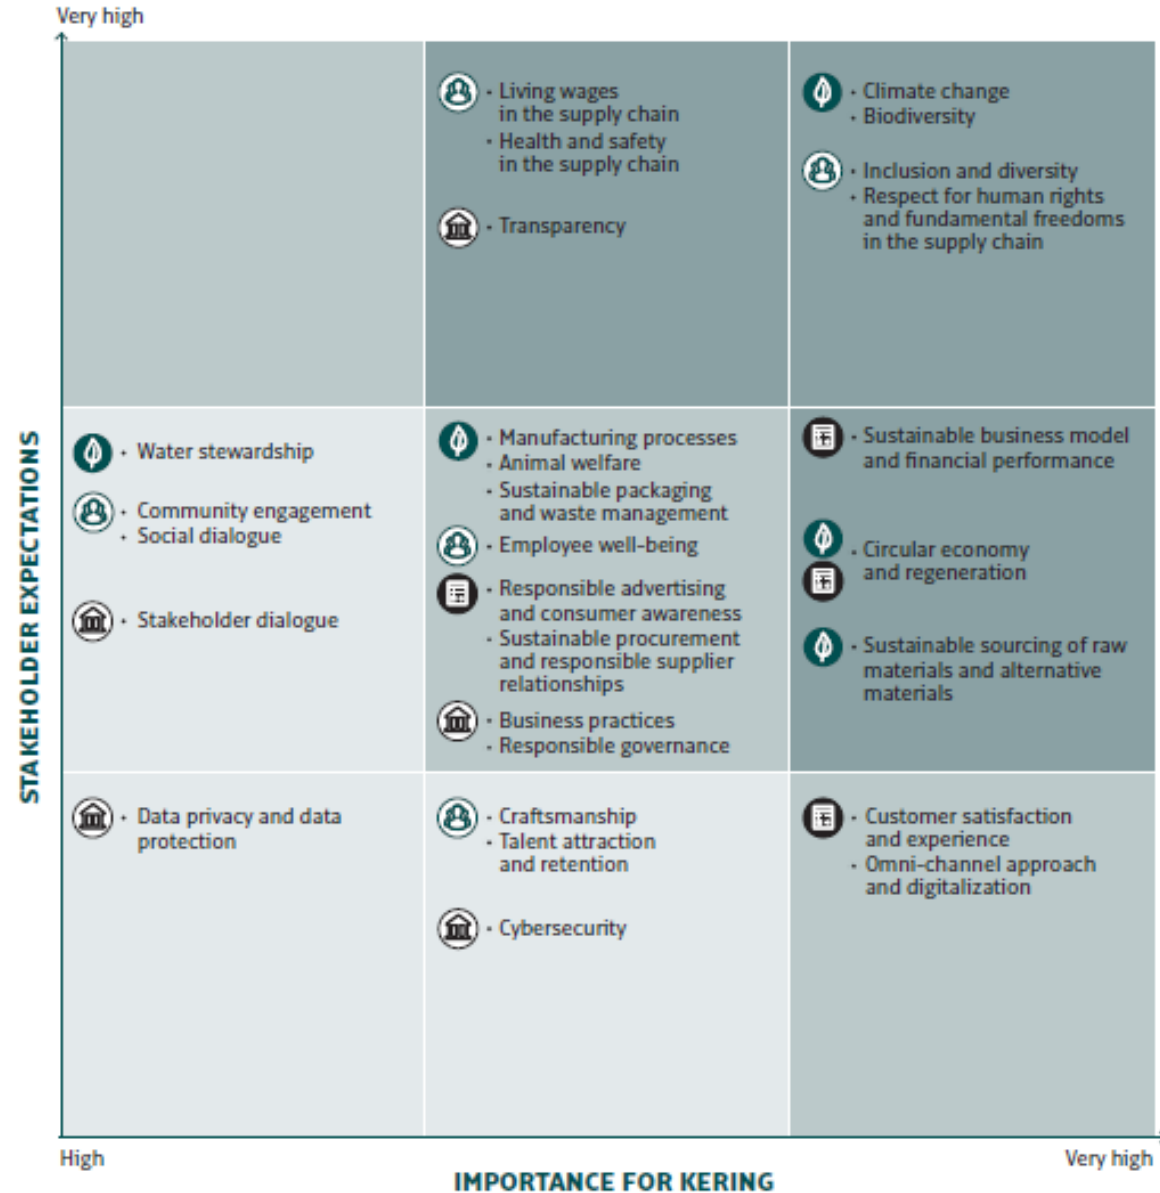 Very high
• Living wages
in the supply chain
• Health and safety
in the supply chain
• Transparency
• Climate change
• Biodiversity
• Inclusion and diversity
• Respect for human rights
and fundamental freedoms
in the supply chain
• Water stewardship
• Community engagement
• Social dialogue
• Stakeholder dialogue
• Manufacturing processes
• Animal welfare
• Sustainable packaging
and waste management
• Employee well-being
• Responsible advertising
and consumer awareness
• Sustainable procurement
and responsible supplier
relationships
• Business practices
• Responsible governance
• Sustainable business model
and financial performance
• Circular economy
and regeneration
• Sustainable sourcing of raw
materials and alternative
materials
• Data privacy and data
protection
• Craftsmanship
• Talent attraction
and retention
• Cybersecurity
• Customer satisfaction
and experience
• Omni-channel approach
and digitalization
STAKEHOLDER EXPECTATIONS
High
Very high
IMPORTANCE FOR KERING